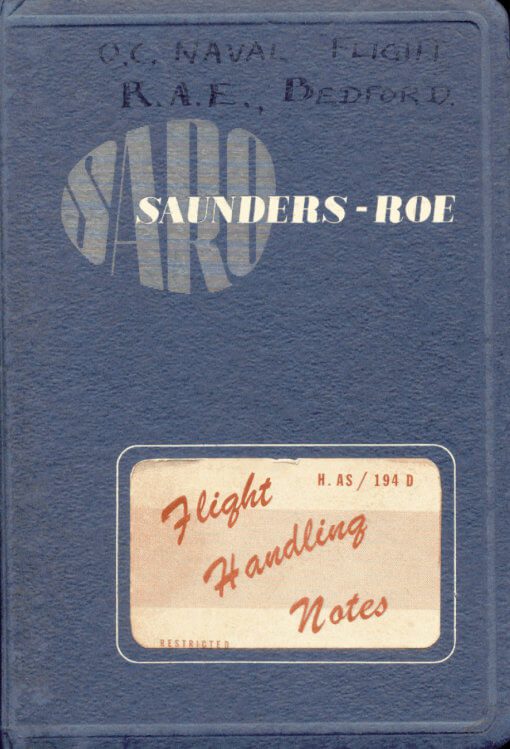 O.C. NAVAL FLIGHT
R.A.E., BEDFORD.
SARO
SAUNDERS-ROE
H. AS / 194 D
Flight
Handling
Notes
RESTRICTED